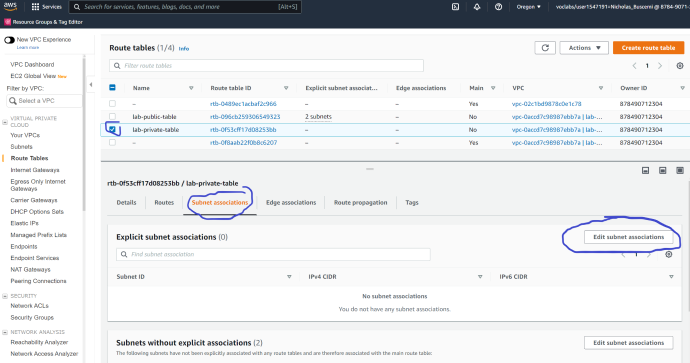 aws
Services
Search for services, features, blogs, docs, and more
[Alt+S]
Oregon
voclabs/user1547191=Nicholas_Buscemi @ 8784-9071-
Resource Groups & Tag Editor
New VPC Experience
Learn more
VPC Dashboard
EC2 Global View New
Filter by VPC:
Select a VPC
VIRTUAL PRIVATE
CLOUD
Your VPCs
Subnets
Route Tables
Internet Gateways
Egress Only Internet
Gateways
Carrier Gateways
DHCP Options Sets
Elastic IPs
Managed Prefix Lists
Endpoints
Endpoint Services
NAT Gateways
Peering Connections
SECURITY
Network ACLs
Security Groups
NETWORK ANALYSIS
Reachability Analyzer
Network Access Analyzer
Route tables (1/4) Info
Actions
Create route table
Filter route tables
1
Name
Route table ID
Explicit subnet associat...
Edge associations
Main
VPC
Owner ID
– rtb-0489ec1acbaf2c966 – – Yes vpc-02c1bd9878c0e1c78 878490712304
lab-public-table rtb-096cb259306549323 2 subnets – No vpc-0accd7c98987ebb7a | lab-... 878490712304
lab-private-table rtb-0f53cff17d08253bb – – No vpc-0accd7c98987ebb7a | lab-... 878490712304
– rtb-0f8aab22f0b8c6207 – – Yes vpc-0accd7c98987ebb7a | lab-... 878490712304
rtb-0f53cff17d08253bb / lab-private-table
Details
Routes
Subnet associations
Edge associations
Route propagation
Tags
Explicit subnet associations (0)
Edit subnet associations
Find subnet association
1
Subnet ID
IPv4 CIDR
IPv6 CIDR
No subnet associations
You do not have any subnet associations.
Subnets without explicit associations (2)
Edit subnet associations
The following subnets have not been explicitly associated with any route tables and are therefore associated with the main route table: